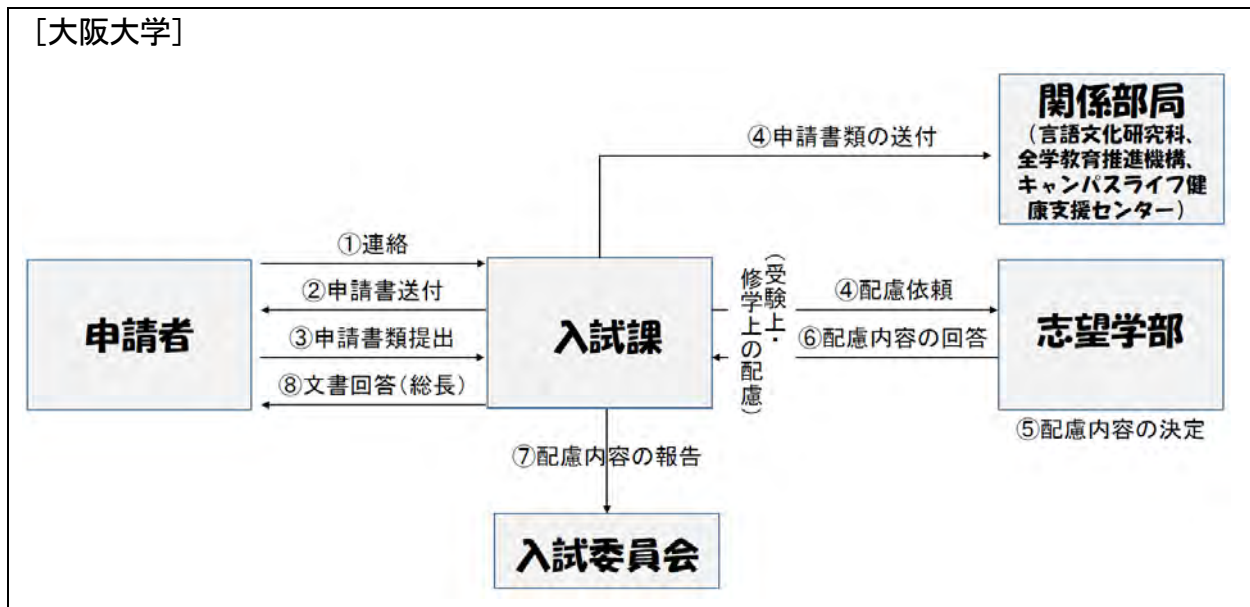 ［大阪大学］
関係部局
（言語文化研究科、
全学教育推進機構、
キャンパスライフ健
康支援センター）
④申請書類の送付
①連絡
②申請書送付
③申請書類提出
⑧文書回答（総長）
申請者
入試課
（受験上・
修学上の配慮）
④配慮依頼
⑥配慮内容の回答
志望学部
⑤配慮内容の決定
⑦配慮内容の報告
入試委員会